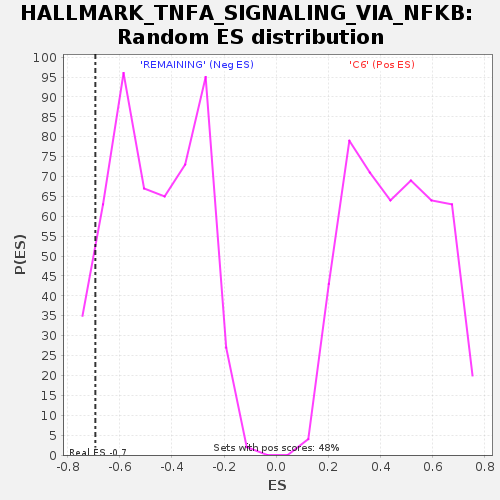 HALLMARK_TNFA_SIGNALING_VIA_NFKB:
Random ES distribution
'REMAINING' (Neg ES)
'C6' (Pos ES)
100
95
90
85
80
75
70
65
60
55
50
45
40
35
30
25
20
15
10
5
0
P(ES)
Sets with pos scores: 48%
Real ES -0.7
-0.8 -0.6 -0.4 -0.2 0.0 0.2 0.4 0.6 0.8
ES